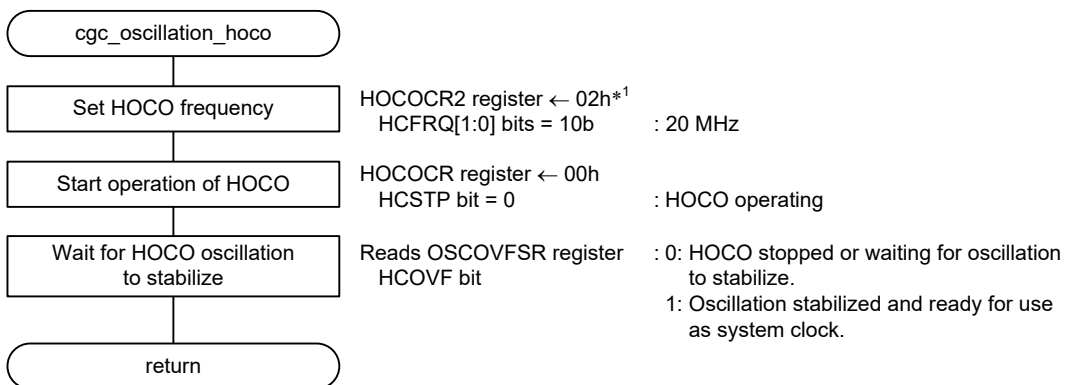 cgc_oscillation_hoco
Set HOCO frequency
HOCOCR2 register ← 02h*1
HCFRQ[1:0] bits = 10b : 20 MHz
Start operation of HOCO
HOCOCR register ← 00h
HCSTP bit = 0 : HOCO operating
Wait for HOCO oscillation
to stabilize
Reads OSCOVFSR register
HCOVF bit
: 0: HOCO stopped or waiting for oscillation
to stabilize.
1: Oscillation stabilized and ready for use
as system clock.
return